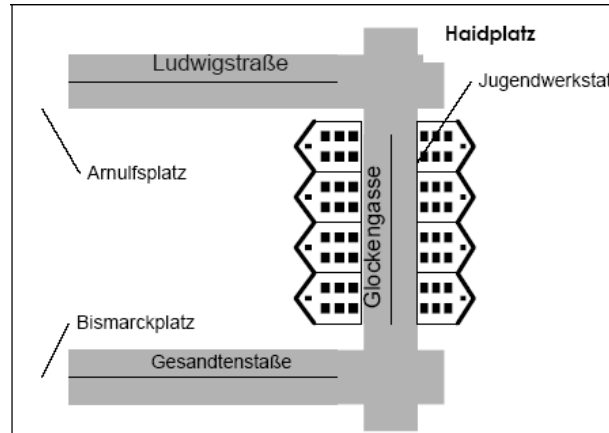 Haidplatz
Ludwigstraße
Jugendwerkstat
Arnulfsplatz
Glockengasse
Bismarckplatz
Gesandtenstaße